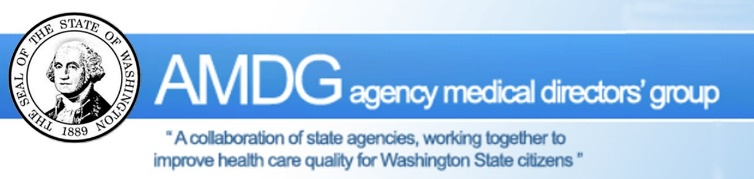 THE SEAL OF THE STATE OF WASHINGTON
1889
AMDG agency medical directors' group
“ A collaboration of state agencies, working together to
improve health care quality for Washington State citizens ”